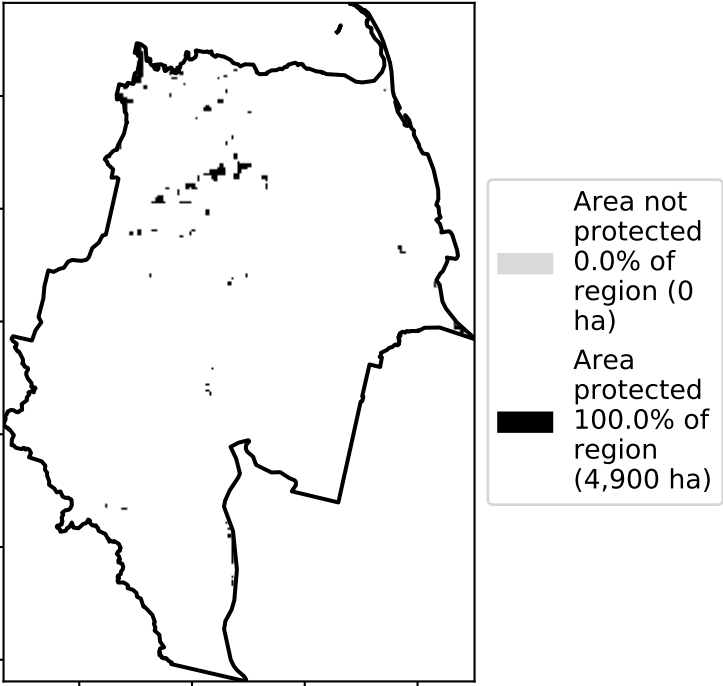 Area not
protected
0.0% of
region (0
ha)
Area
protected
100.0% of
region
(4,900 ha)